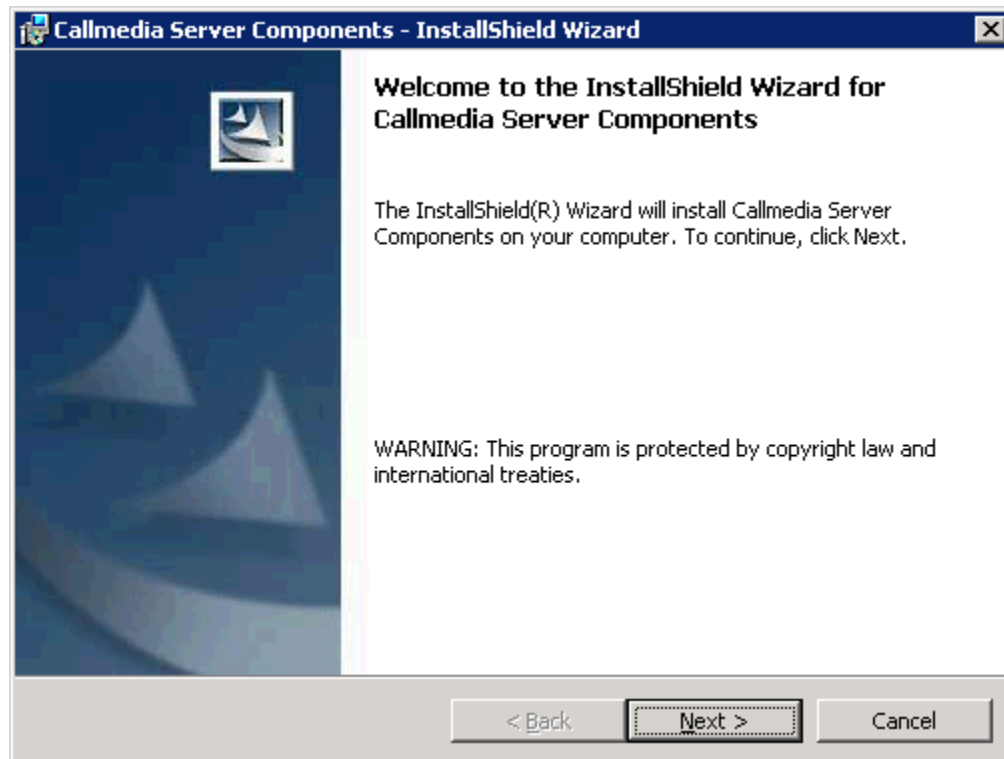 Callmedia Server Components - InstallShield Wizard
Welcome to the InstallShield Wizard for
Callmedia Server Components
The InstallShield(R) Wizard will install Callmedia Server
Components on your computer. To continue, click Next.
WARNING: This program is protected by copyright law and
international treaties.
< Back
Next >
Cancel